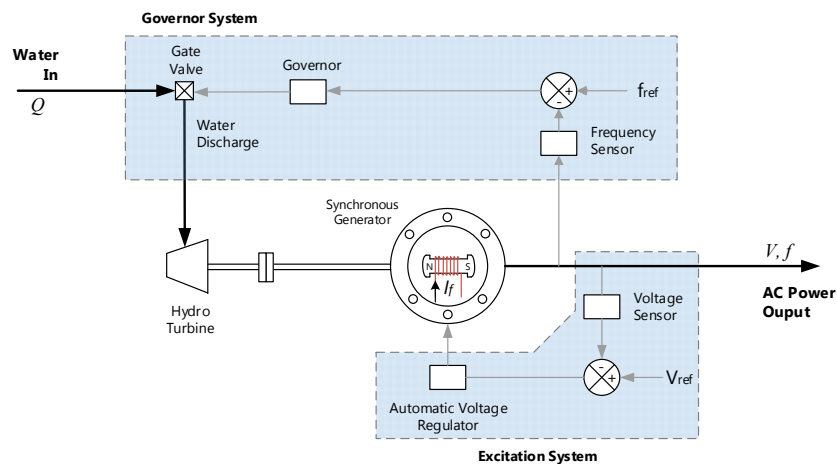 Governor System
Water
In
Q
Gate
Valve
Governor
+
-
fref
Water
Discharge
Frequency
Sensor
Synchronous
Generator
N
S
If
V, f
AC Power
Ouput
Hydro
Turbine
Voltage
Sensor
-
+
Vref
Automatic Voltage
Regulator
Excitation System